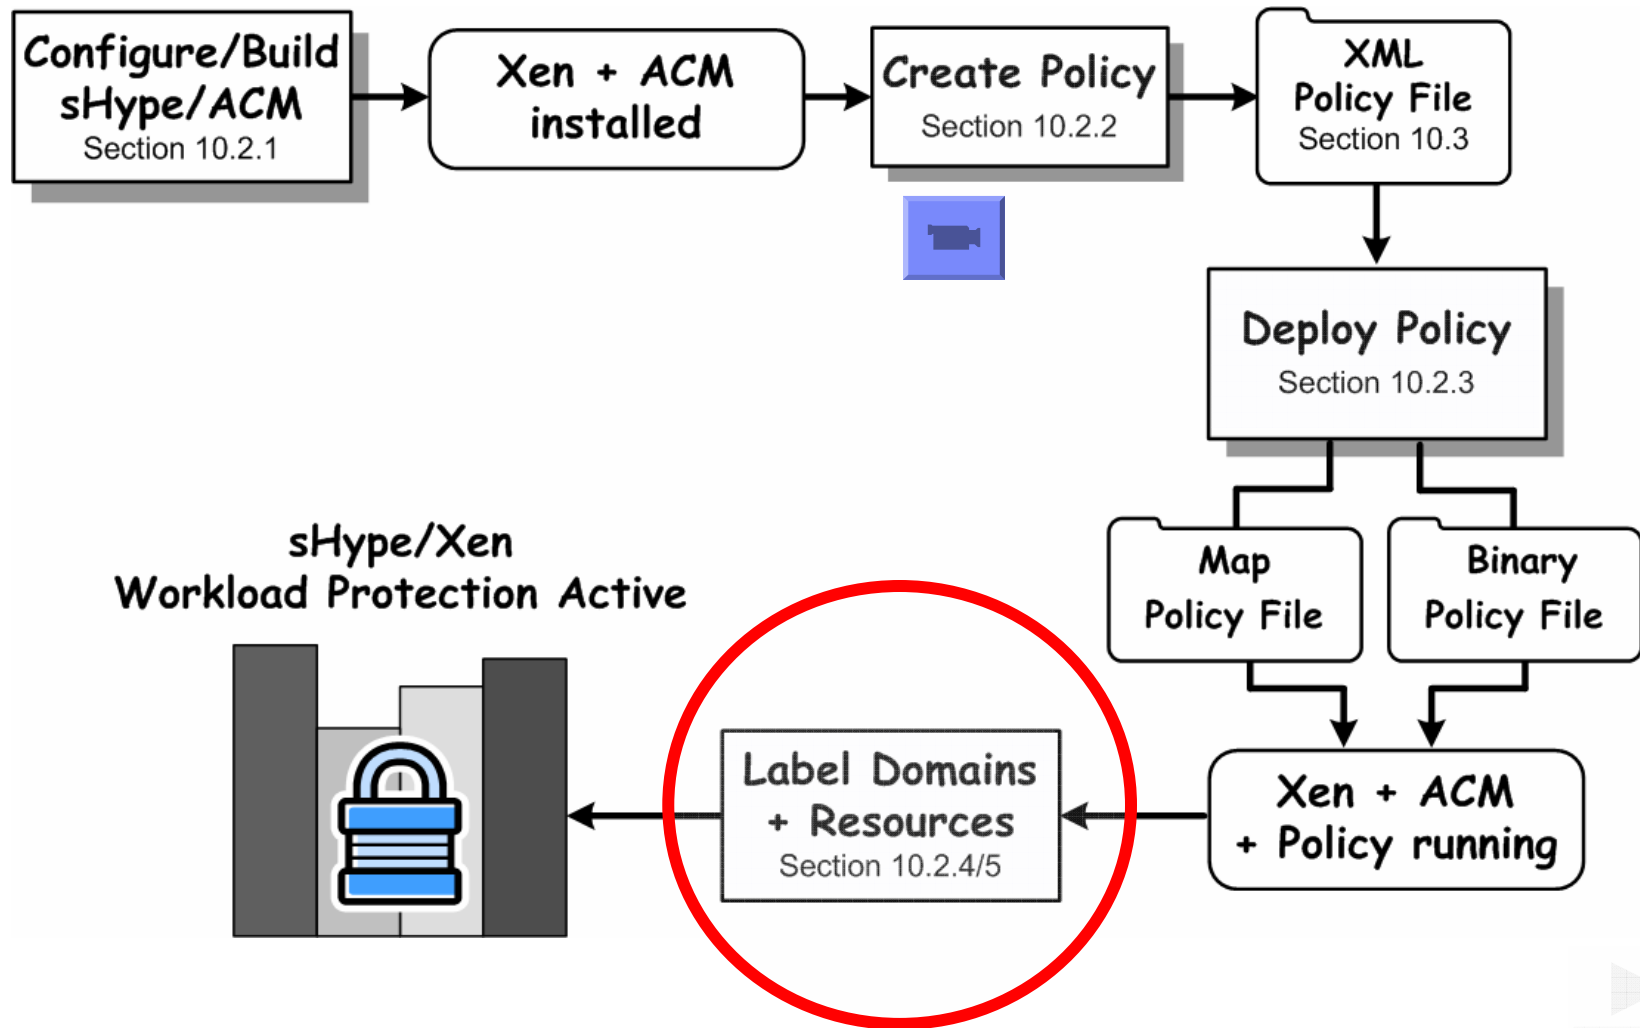 Configure/Build
sHype/ACM
Section 10.2.1
Xen + ACM
installed
Create Policy
Section 10.2.2
XML
Policy File
Section 10.3
Deploy Policy
Section 10.2.3
Map
Policy File
Binary
Policy File
Xen + ACM
+ Policy running
Label Domains
+ Resources
Section 10.2.4/5
sHype/Xen
Workload Protection Active